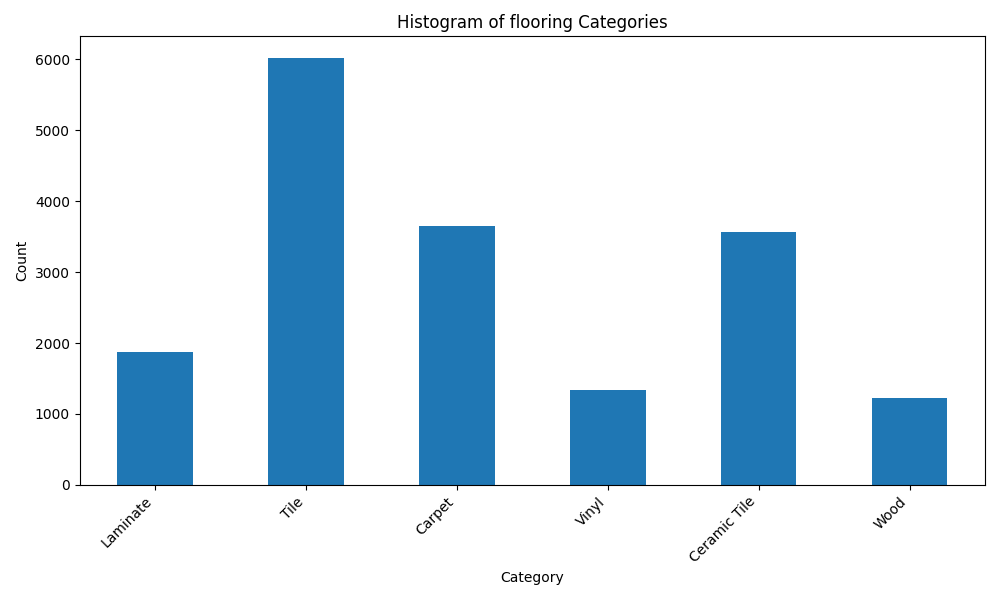 Histogram of flooring Categories
Count
6000
5000
4000
3000
2000
1000
0
Laminate
Tile
Carpet
Vinyl
Ceramic Tile
Wood
Category